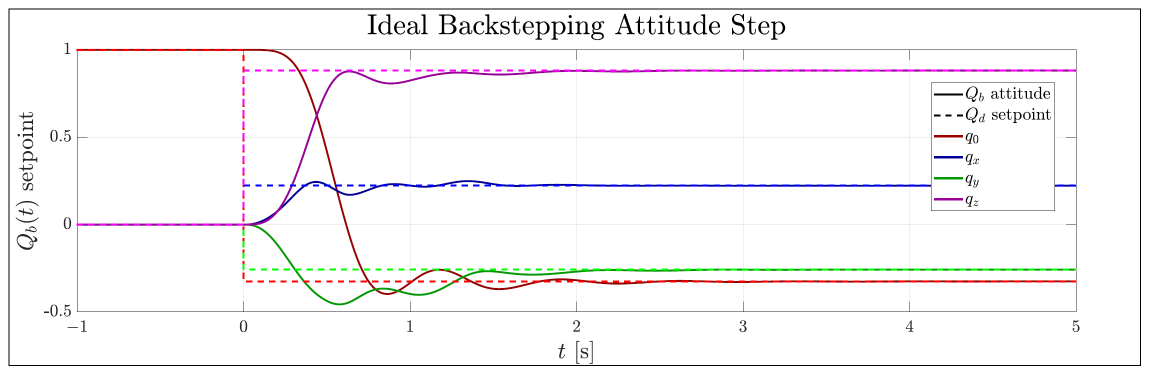 Ideal Backstepping Attitude Step
Q_b(t) setpoint
1
0.5
0
-0.5
−1
0
1
2
3
4
5
t [s]
Q_b attitude
Q_d setpoint
q_0
q_x
q_y
q_z